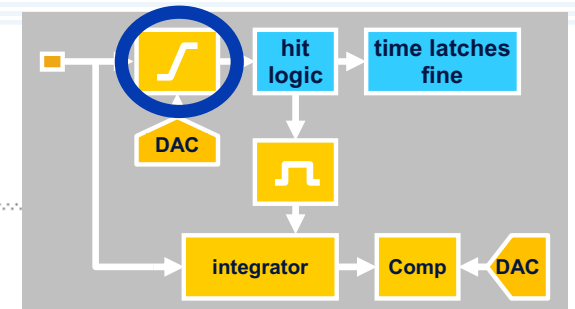 hit
logic
time latches
fine
DAC
integrator
Comp
DAC